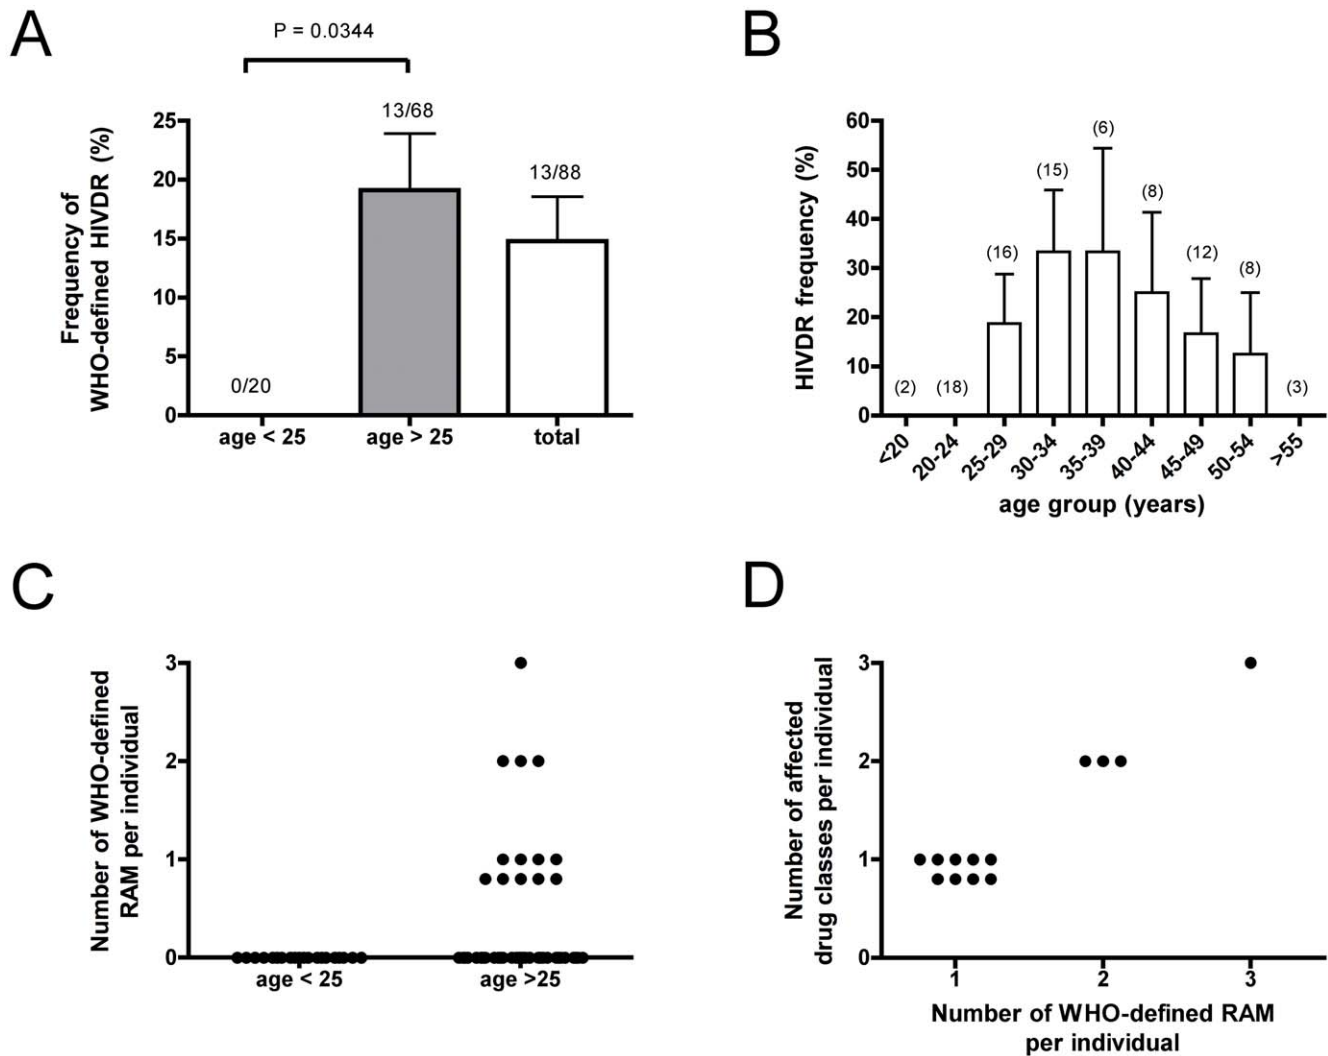 A
P = 0.0344
Frequency of
WHO-defined HIVDR (%)
25
20
15
10
5
0
0/20
13/68
13/88
age < 25
age > 25
total
B
HIVDR frequency (%)
60
50
40
30
20
10
0
(2)
(18)
(16)
(15)
(6)
(8)
(12)
(8)
(3)
<20
20-24
25-29
30-34
35-39
40-44
45-49
50-54
>55
age group (years)
C
Number of WHO-defined
RAM per individual
3
2
1
0
age < 25
age >25
D
Number of affected
drug classes per individual
3
2
1
0
1
2
3
Number of WHO-defined RAM
per individual